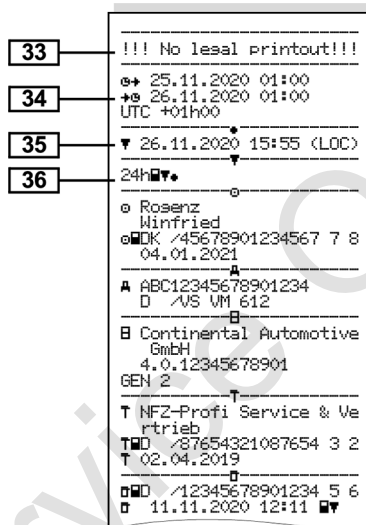 33
!!! No legal printout!!!
34
25.11.2020 01:00
26.11.2020 01:00
UTC +01h00
35
▼ 26.11.2020 15:55 (LOC)
36
24h▼
Rogenz
Winfried
DK /45678901234567 7 8
04.01.2021
A
A ABC12345678901234
D /VS VM 612
B
B Continental Automotive
GmbH
4.0.12345678901
GEN 2
T
T NFZ-Profi Service & Ve
rtrieb
T D /87654321087654 3 2
T 02.04.2019
D /12345678901234 5 6
11.11.2020 12:11 ▼